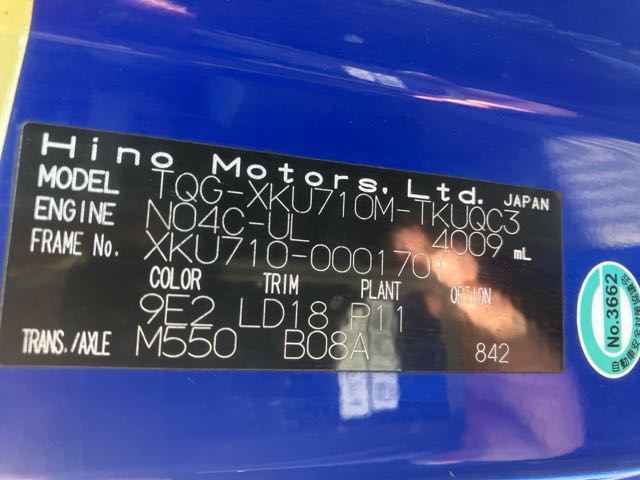 Hino Motors, Ltd. JAPAN
MODEL TQG-XKU710M-TKUQC3
ENGINE N04C-UL 4009 mL
FRAME No. XKU710-0001701
COLOR TRIM PLANT OPTION
9E2 LD18 P11
TRANS./AXLE M550 B08A 842
No.3662